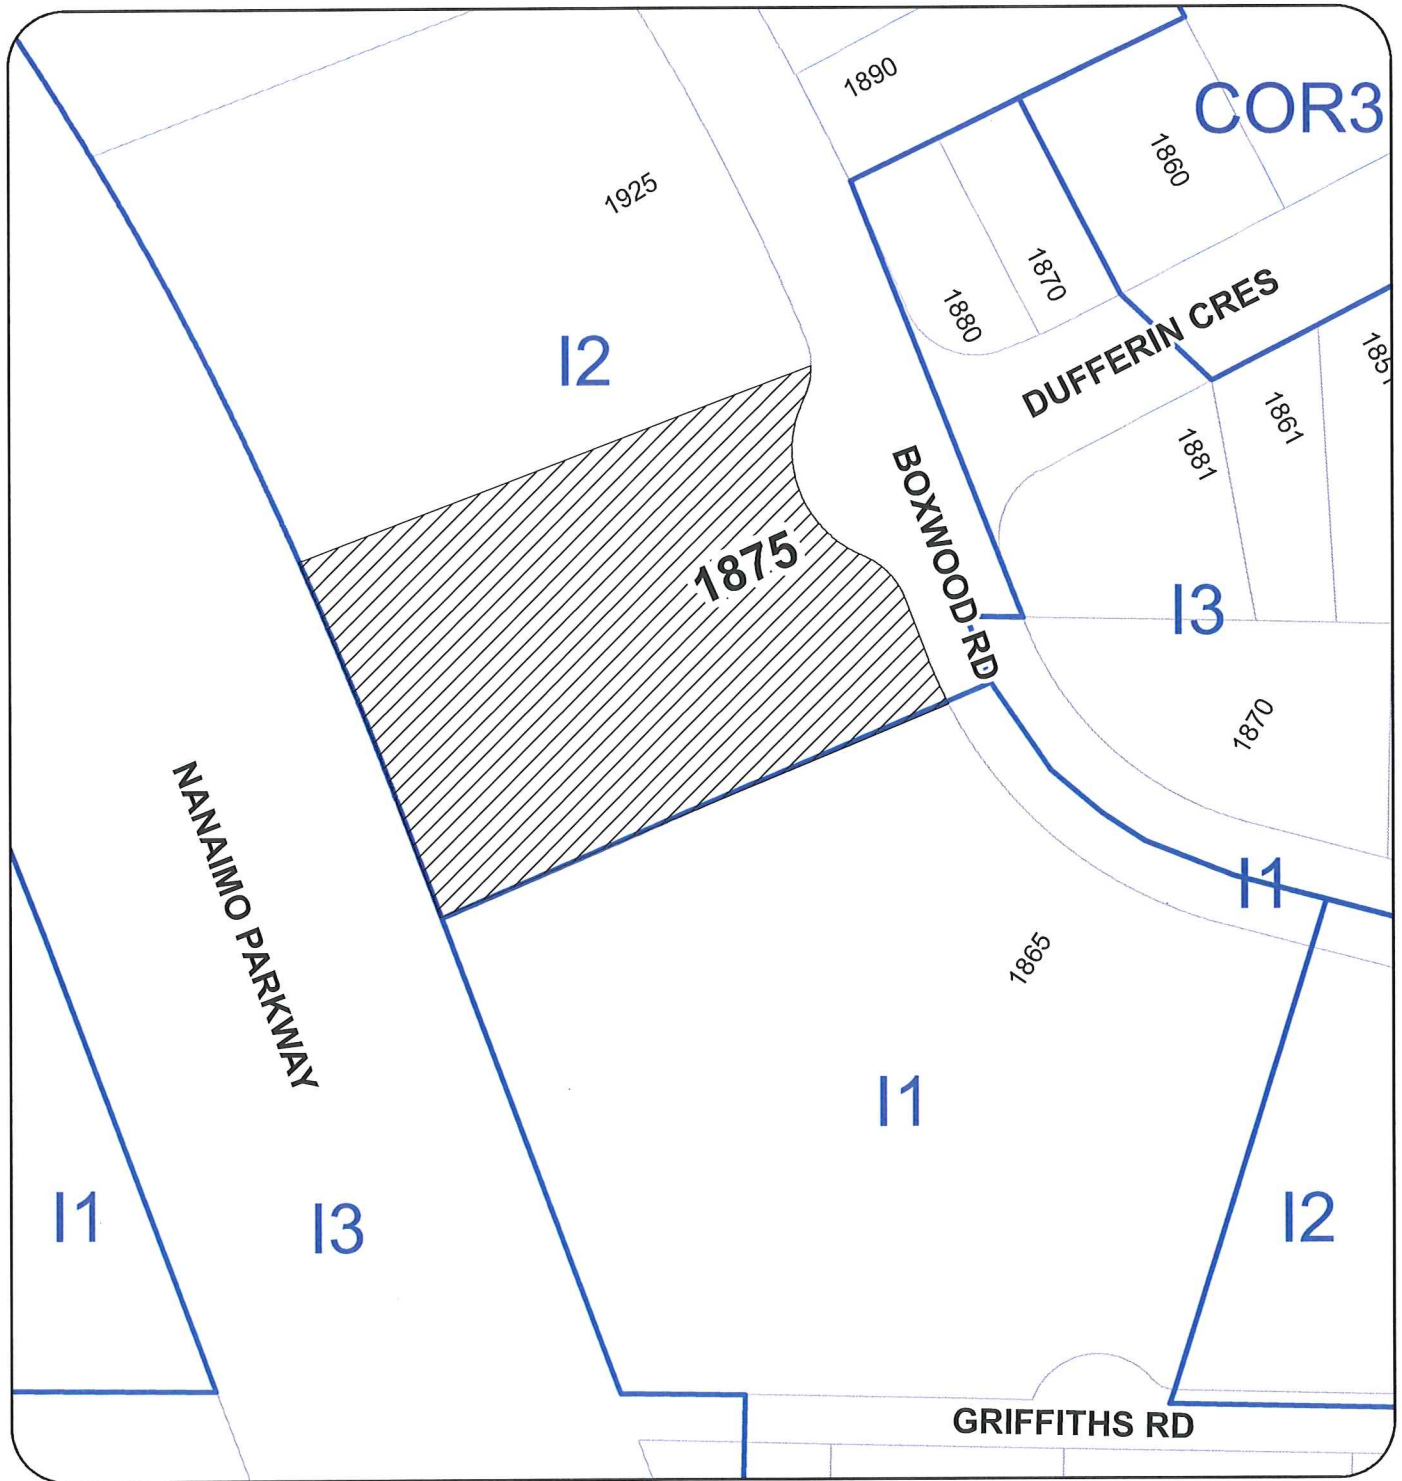 1890
COR3
1860
1925
1870
1880
DUFFERIN CRES
I2
1851
1861
1881
BOXWOOD RD
1875
I3
1870
NANAIMO PARKWAY
I1
1865
I1
I1
I3
I2
GRIFFITHS RD